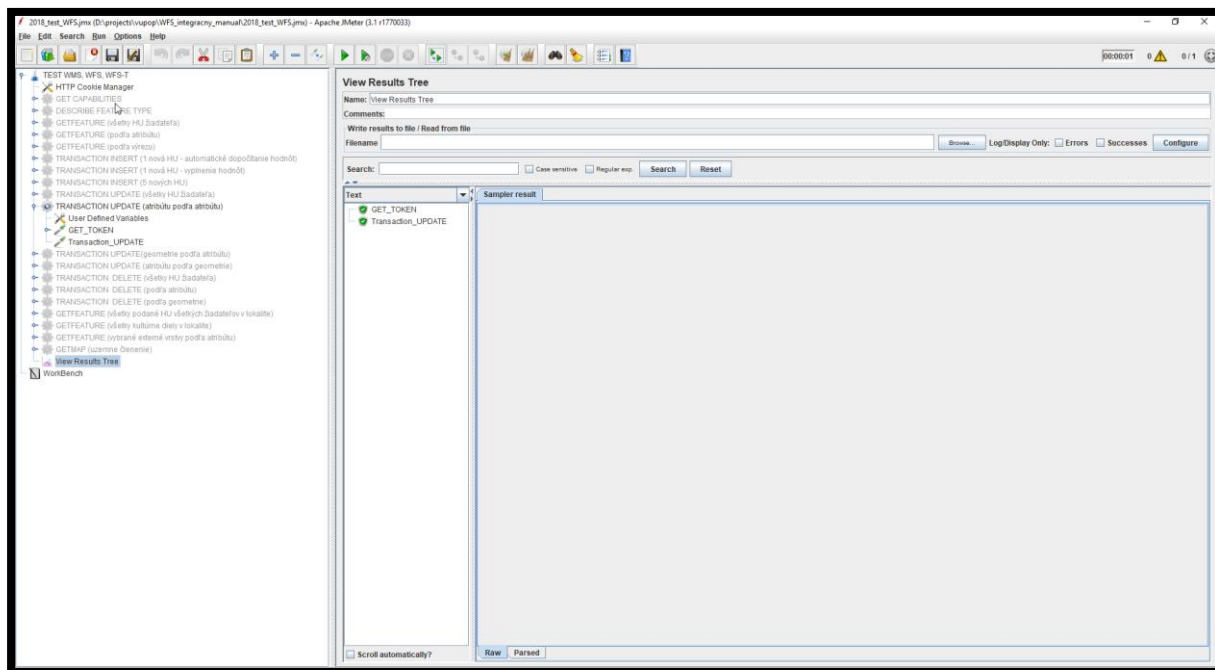 2018_test_WFS.jmx (D:\projects\vupop\WFS_integracny_manual\2018_test_WFS.jmx) - Apache JMeter (3.1 r1770033)
File Edit Search Run Options Help
00:00:01 0 0 / 1
TEST WMS, WFS, WFS-T
HTTP Cookie Manager
GET CAPABILITIES
DESCRIBE FEATURE TYPE
GETFEATURE (všetky HU žiadateľa)
GETFEATURE (podľa atribútu)
GETFEATURE (podľa výrezu)
TRANSACTION INSERT (1 nová HU - automatické dopočítanie hodnôt)
TRANSACTION INSERT (1 nová HU - vyplnenie hodnôt)
TRANSACTION INSERT (5 nových HU)
TRANSACTION UPDATE (všetky HU žiadateľa)
TRANSACTION UPDATE (atribútu podľa atribútu)
User Defined Variables
GET_TOKEN
Transaction_UPDATE
TRANSACTION UPDATE(geometrie podľa atribútu)
TRANSACTION UPDATE (atribútu podľa geometrie)
TRANSACTION DELETE (všetky HU žiadateľa)
TRANSACTION DELETE (podľa atribútu)
TRANSACTION DELETE (podľa geometrie)
GETFEATURE (všetky podané HU všetkých žiadateľov v lokalite)
GETFEATURE (všetky kultúrne diely v lokalite)
GETFEATURE (vybrané externé vrstvy podľa atribútu)
GETMAP (uzemne členenie)
View Results Tree
WorkBench
View Results Tree
Name: View Results Tree
Comments:
Write results to file / Read from file
Filename Browse... Log/Display Only: Errors Successes Configure
Search: Case sensitive Regular exp. Search Reset
Text
GET_TOKEN
Transaction_UPDATE
Scroll automatically?
Sampler result
Raw Parsed